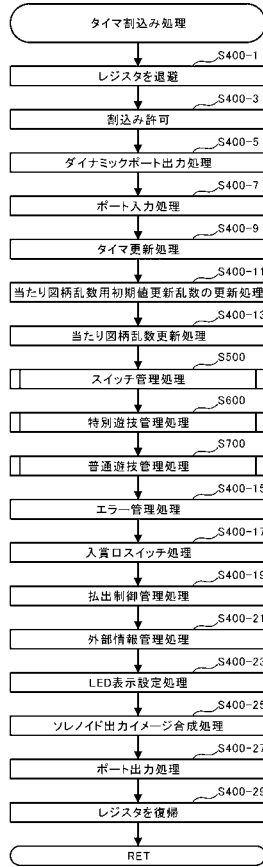 タイマ割込み処理
S400-1
レジスタを退避
S400-3
割込み許可
S400-5
ダイナミックポート出力処理
S400-7
ポート入力処理
S400-9
タイマ更新処理
S400-11
当たり図柄乱数用初期値更新乱数の更新処理
S400-13
当たり図柄乱数更新処理
S500
スイッチ管理処理
S600
特別遊技管理処理
S700
普通遊技管理処理
S400-15
エラー管理処理
S400-17
入賞口スイッチ処理
S400-19
払出制御管理処理
S400-21
外部情報管理処理
S400-23
LED表示設定処理
S400-25
ソレノイド出力イメージ合成処理
S400-27
ポート出力処理
S400-29
レジスタを復帰
RET